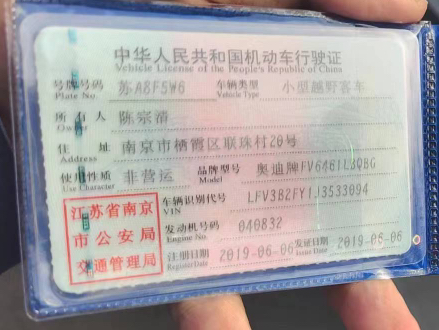 中华人民共和国机动车行驶证
Vehicle License of the People's Republic of China
号牌号码 苏A8F5W6 车辆类型 小型越野客车
Plate No. Vehicle Type
所有人 陈宗
Owner
住址 南京市栖霞区联珠村20号
Address
使用性质 非营运 品牌型号 奥迪牌FV6461L3QBG
Use Character Model
车辆识别代号 LFV3B2FY1J3533094
VIN
发动机号码 040832
Engine No.
注册日期 2019-06-06 发证日期 2019-06-06
Register Date Issue Date
江苏省南京
市公安局
交通管理局